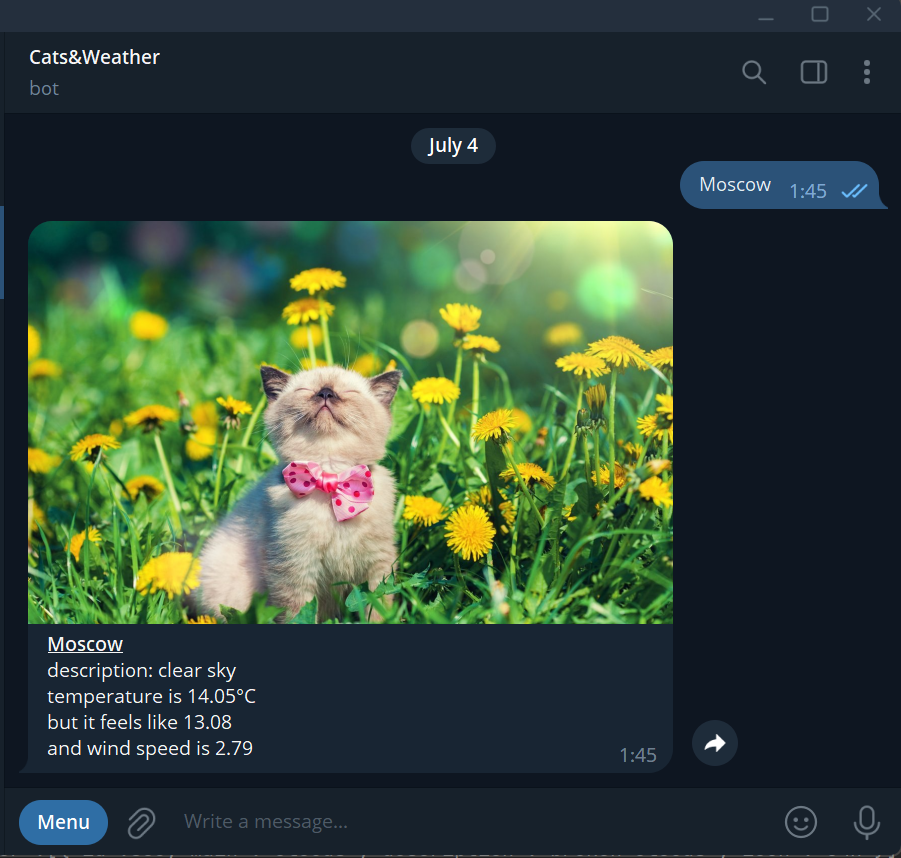 Cats&Weather
bot
July 4
Moscow 1:45
Moscow
description: clear sky
temperature is 14.05°C
but it feels like 13.08
and wind speed is 2.79
1:45
Menu
Write a message...